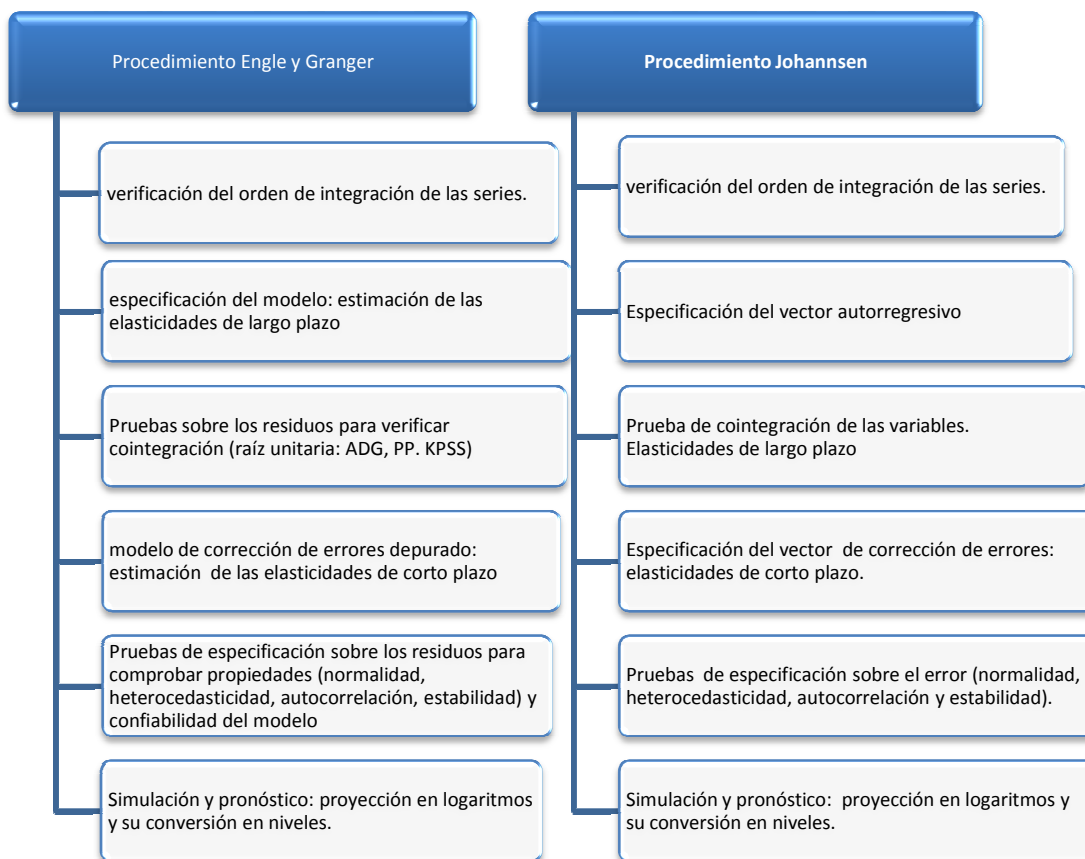 Procedimiento Engle y Granger
verificación del orden de integración de las series.
especificación del modelo: estimación de las
elasticidades de largo plazo
Pruebas sobre los residuos para verificar
cointegración (raíz unitaria: ADG, PP. KPSS)
modelo de corrección de errores depurado:
estimación de las elasticidades de corto plazo
Pruebas de especificación sobre los residuos para
comprobar propiedades (normalidad,
heterocedasticidad, autocorrelación, estabilidad) y
confiabilidad del modelo
Simulación y pronóstico: proyección en logaritmos
y su conversión en niveles.
Procedimiento Johannsen
verificación del orden de integración de las series.
Especificación del vector autorregresivo
Prueba de cointegración de las variables.
Elasticidades de largo plazo
Especificación del vector de corrección de errores:
elasticidades de corto plazo.
Pruebas de especificación sobre el error (normalidad,
heterocedasticidad, autocorrelación y estabilidad).
Simulación y pronóstico: proyección en logaritmos y
su conversión en niveles.